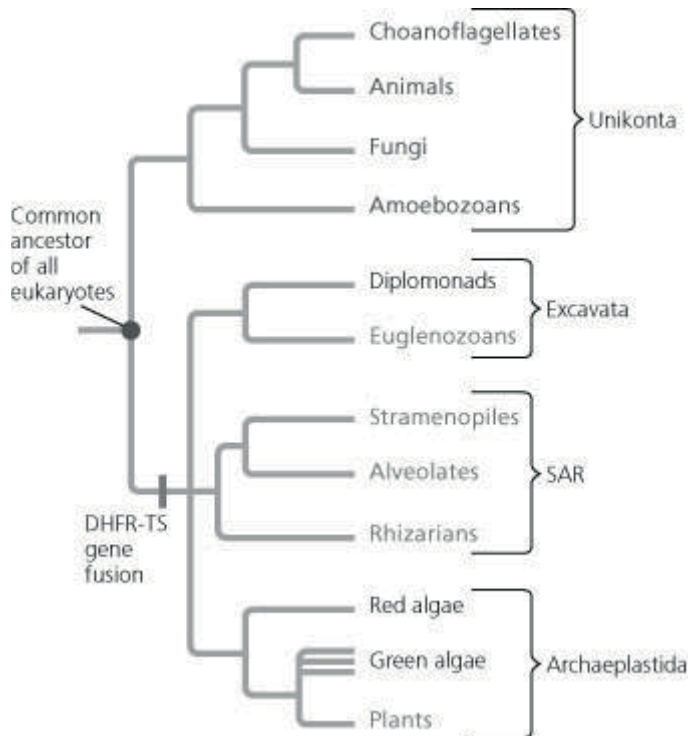 Choanoflagellates
Animals
Unikonta
Fungi
Amoebozoans
Common
ancestor
of all
eukaryotes
Diplomonads
Excavata
Euglenozoans
Stramenopiles
Alveolates
SAR
Rhizarians
DHFR-TS
gene
fusion
Red algae
Green algae
Archaeplastida
Plants